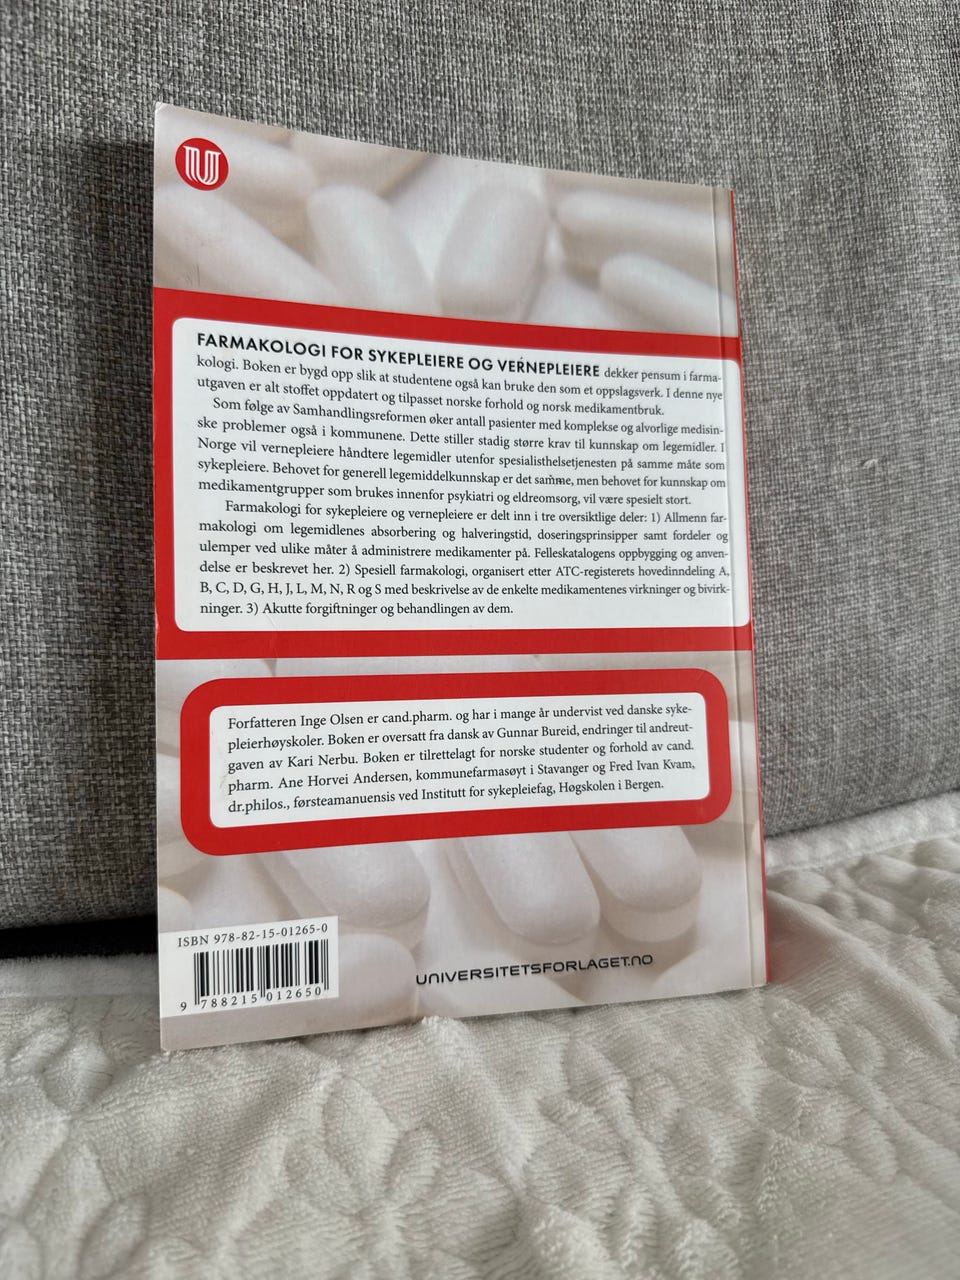 U
FARMAKOLOGI FOR SYKEPLEIERE OG VERNEPLEIERE dekker pensum i farma-
kologi. Boken er bygd opp slik at studentene også kan bruke den som et oppslagsverk. I denne nye
utgaven er alt stoffet oppdatert og tilpasset norske forhold og norsk medikamentbruk.
Som følge av Samhandlingsreformen øker antall pasienter med komplekse og alvorlige medisin-
ske problemer også i kommunene. Dette stiller stadig større krav til kunnskap om legemidler. I
Norge vil vernepleiere håndtere legemidler utenfor spesialisthelsetjenesten på samme måte som
sykepleiere. Behovet for generell legemiddelkunnskap er det samme, men behovet for kunnskap om
medikamentgrupper som brukes innenfor psykiatri og eldreomsorg, vil være spesielt stort.
Farmakologi for sykepleiere og vernepleiere er delt inn i tre oversiktlige deler: 1) Allmenn far-
makologi om legemidlenes absorbering og halveringstid, doseringsprinsipper samt fordeler og
ulemper ved ulike måter å administrere medikamenter på. Felleskatalogens oppbygging og anven-
delse er beskrevet her. 2) Spesiell farmakologi, organisert etter ATC-registerets hovedinndeling A,
B, C, D, G, H, J, L, M, N, R og S med beskrivelse av de enkelte medikamentenes virkninger og bivirk-
ninger. 3) Akutte forgiftninger og behandlingen av dem.
Forfatteren Inge Olsen er cand.pharm. og har i mange år undervist ved danske syke-
pleierhøyskoler. Boken er oversatt fra dansk av Gunnar Bureid, endringer til andreut-
gaven av Kari Nerbu. Boken er tilrettelagt for norske studenter og forhold av cand.
pharm. Ane Horvei Andersen, kommunefarmasøyt i Stavanger og Fred Ivan Kvam,
dr.philos., førsteamanuensis ved Institutt for sykepleiefag, Høgskolen i Bergen.
ISBN 978-82-15-01265-0
9 788215 012650
UNIVERSITETSFORLAGET.NO